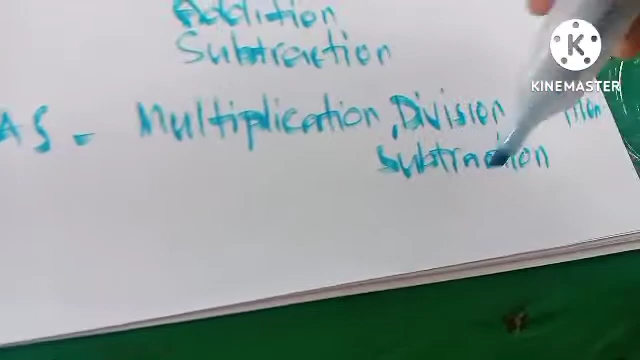 Addition
Subtraction
AS - Multiplication, Division
Subtraction
KINEMASTER